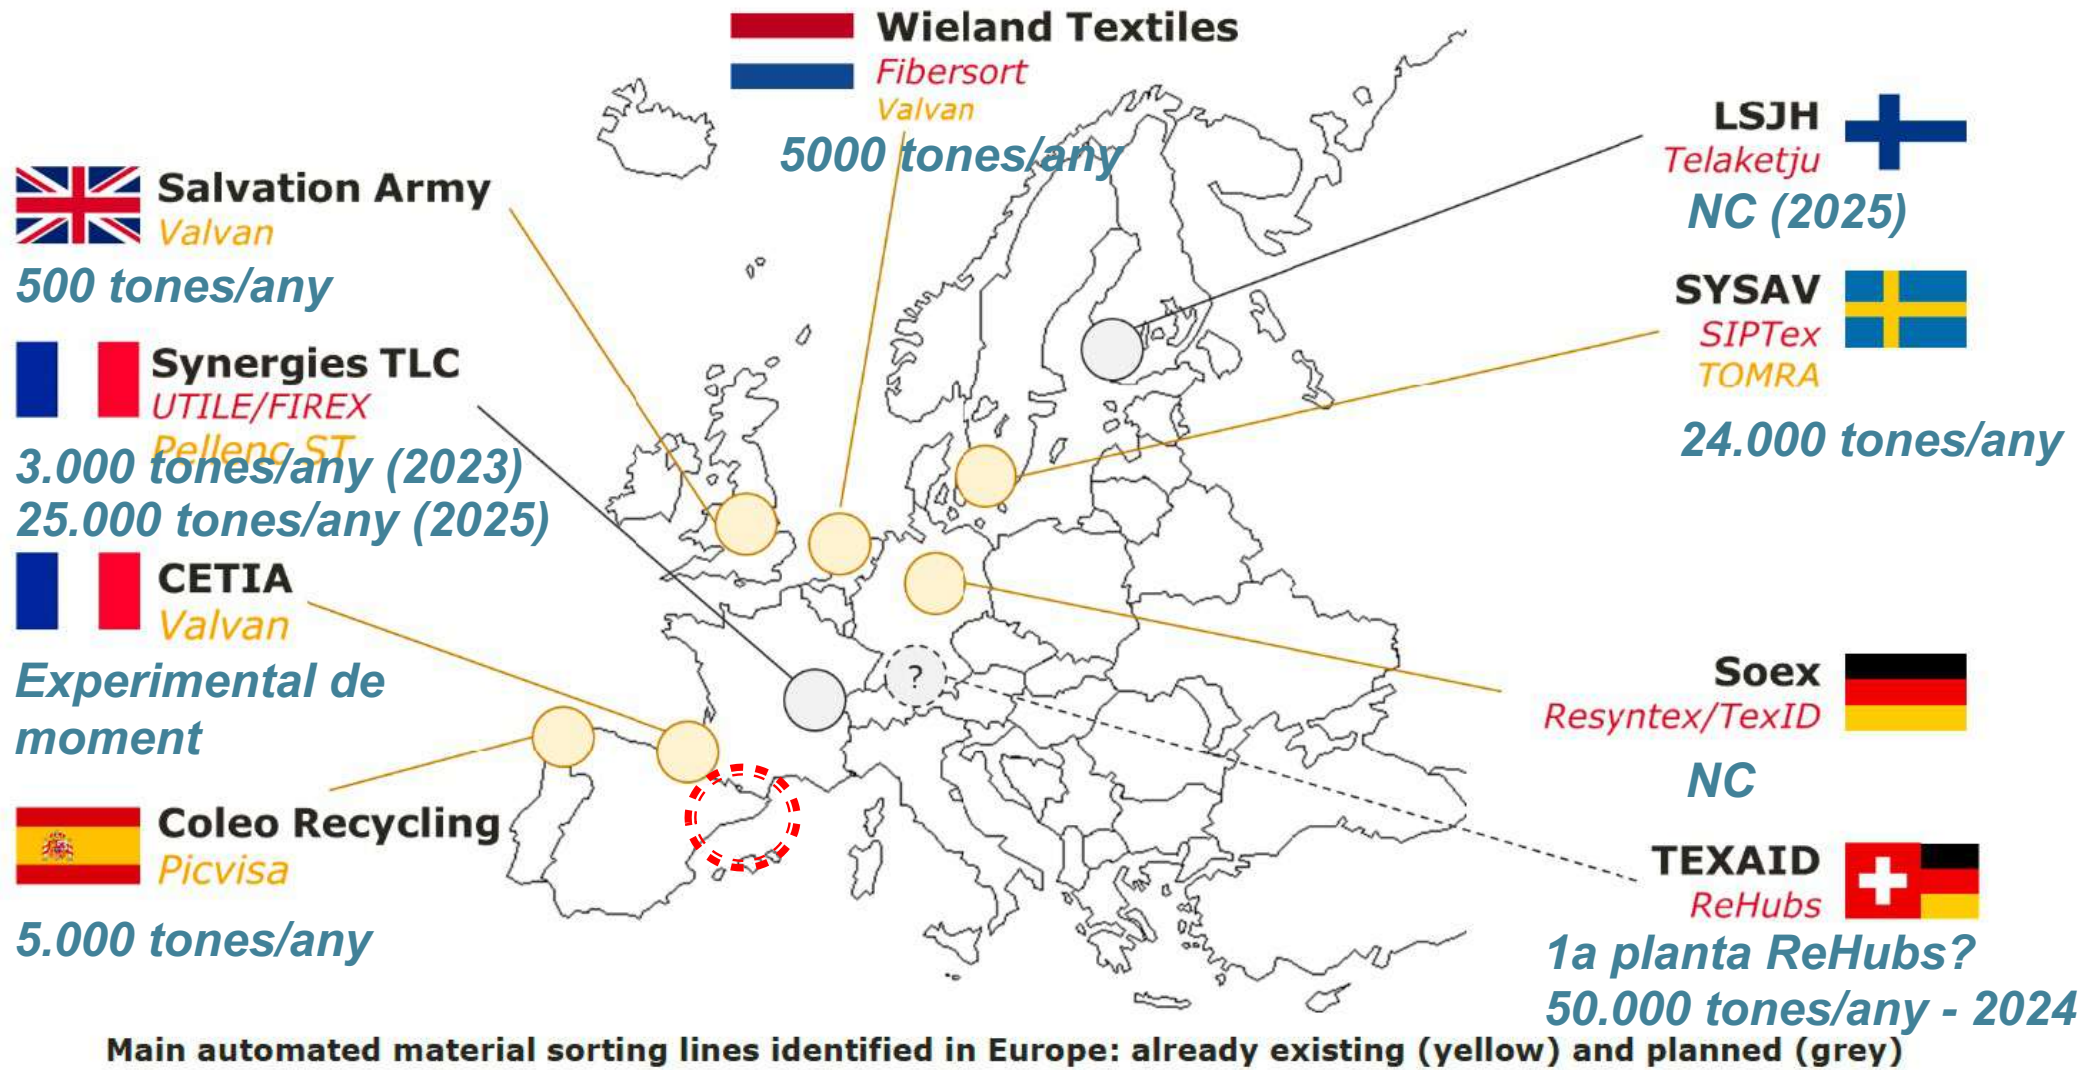 Wieland Textiles
Fibersort
Valvan
5000 tones/any
Salvation Army
Valvan
500 tones/any
Synergies TLC
UTILE/FIREX
Pellenc ST
3.000 tones/any (2023)
25.000 tones/any (2025)
CETIA
Valvan
Experimental de
moment
Coleo Recycling
Picvisa
5.000 tones/any
LSJH
Telaketju
NC (2025)
SYSAV
SIPTex
TOMRA
24.000 tones/any
?
Soex
Resyntex/TexID
NC
TEXAID
ReHubs
1a planta ReHubs?
50.000 tones/any - 2024
Main automated material sorting lines identified in Europe: already existing (yellow) and planned (grey)